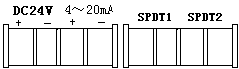 DC24V 4～20mA
+ − + −
SPDT1 SPDT2